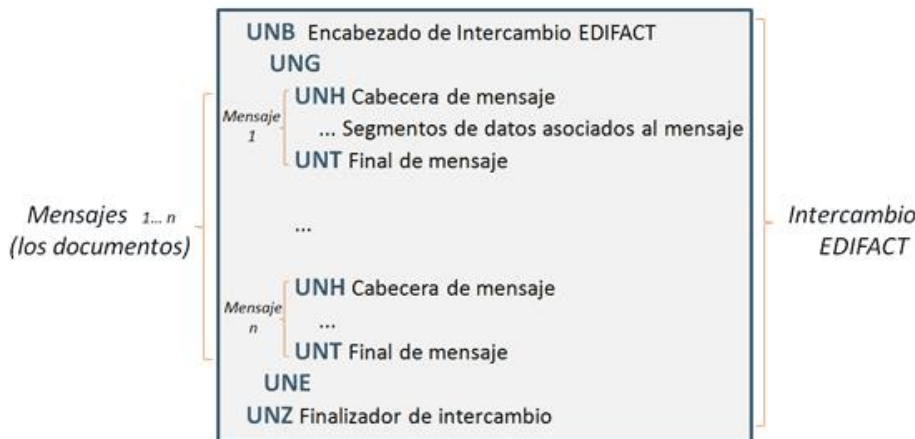 UNB Encabezado de Intercambio EDIFACT
UNG
UNH Cabecera de mensaje
Mensaje
1
... Segmentos de datos asociados al mensaje
UNT Final de mensaje
Mensajes 1... n
(los documentos)
...
Intercambio
EDIFACT
UNH Cabecera de mensaje
Mensaje
n
...
UNT Final de mensaje
UNE
UNZ Finalizador de intercambio